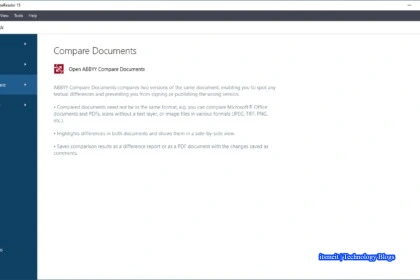 eReader 15
View Tools Help
Compare Documents
Open ABBYY Compare Documents
ABBYY Compare Documents compares two versions of the same document, enabling you to spot any
textual differences and preventing you from signing or publishing the wrong version.
• Compared documents need not be in the same format, e.g. you can compare Microsoft Office
documents and PDFs, scans without a text layer, or image files in various formats (JPEG, TIFF, PNG,
etc.).
• Highlights differences in both documents and shows them in a side-by-side view.
• Saves comparison results as a difference report or as a PDF document with the changes saved as
comments.
itsmeit Technology Blogs